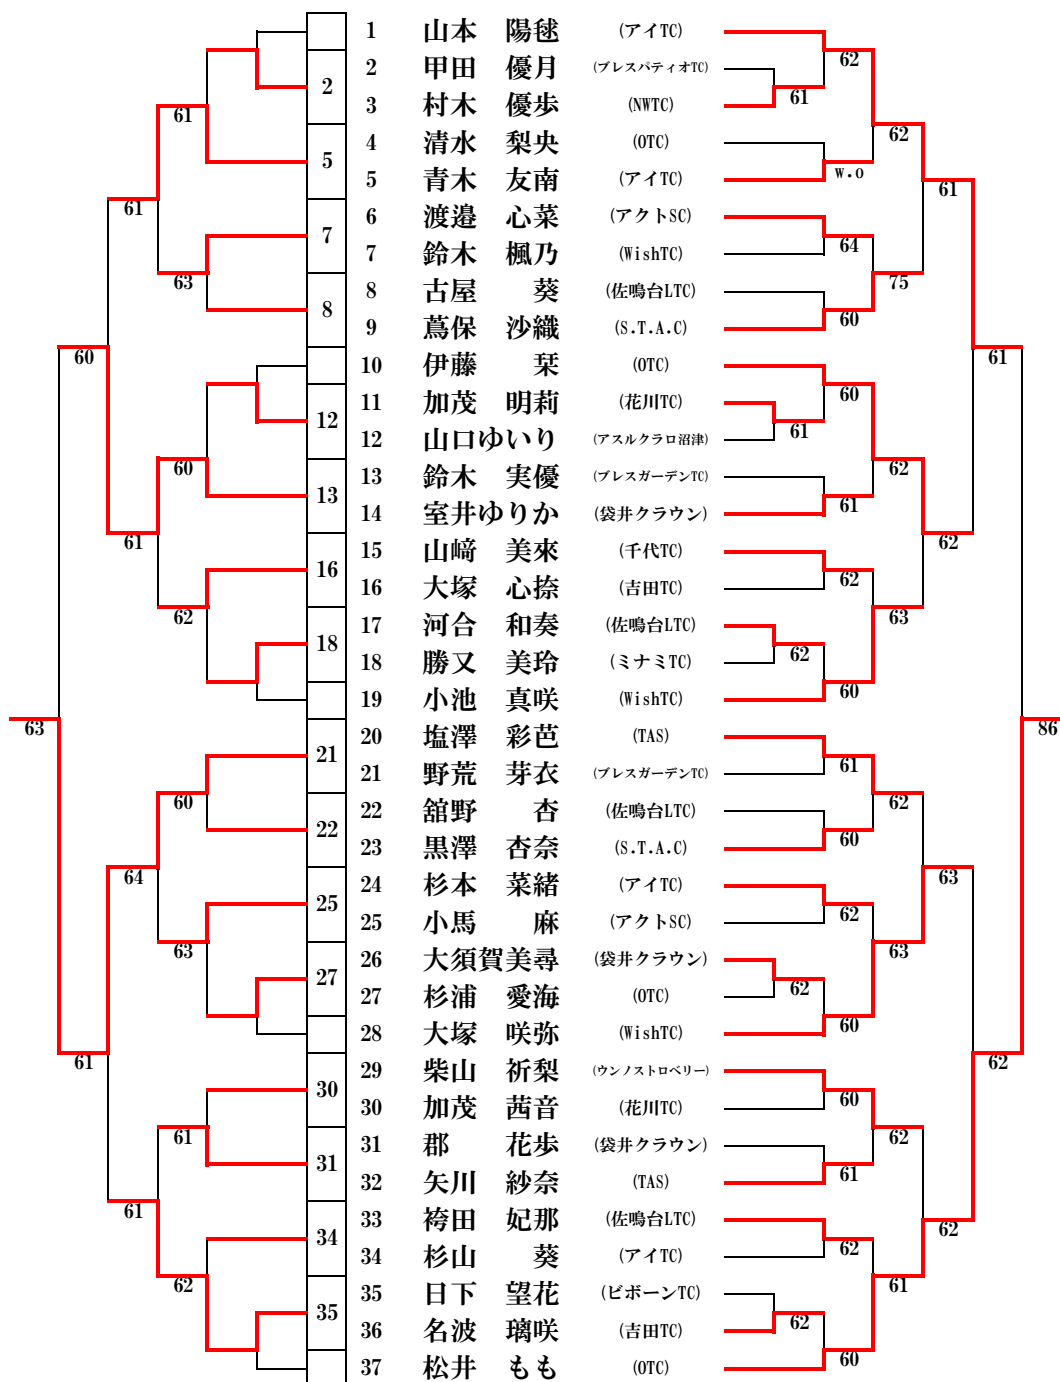 1 山本 陽毬 (アイTC)
2 甲田 優月 (ブレスパティオTC) 62
2
3 村木 優歩 (NWTC) 61
61
4 清水 梨央 (OTC) 62
5
5 青木 友南 (アイTC) w.o
61 61
6 渡邉 心菜 (アクトSC)
7
7 鈴木 楓乃 (WishTC) 64
63 75
8 古屋 葵 (佐鳴台LTC)
8
9 蔦保 沙織 (S.T.A.C) 60
60 61
10 伊藤 栞 (OTC)
11 加茂 明莉 (花川TC) 60
12
12 山口ゆいり (アスルクラロ沼津) 61
60 62
13 鈴木 実優 (ブレスガーデンTC)
13
14 室井ゆりか (袋井クラウン) 61
61 62
15 山﨑 美來 (千代TC)
16
16 大塚 心捺 (吉田TC) 62
62 63
17 河合 和奏 (佐鳴台LTC)
18
18 勝又 美玲 (ミナミTC) 62
19 小池 真咲 (WishTC) 60
63 86
20 塩澤 彩芭 (TAS)
21
21 野荒 芽衣 (ブレスガーデンTC) 61
60 62
22 舘野 杏 (佐鳴台LTC)
22
23 黒澤 杏奈 (S.T.A.C) 60
64 63
24 杉本 菜緒 (アイTC)
25
25 小馬 麻 (アクトSC) 62
63 63
26 大須賀美尋 (袋井クラウン)
27
27 杉浦 愛海 (OTC) 62
28 大塚 咲弥 (WishTC) 60
61 62
29 柴山 祈梨 (ウンノストロベリー)
30
30 加茂 茜音 (花川TC) 60
61 62
31 郡 花歩 (袋井クラウン)
31
32 矢川 紗奈 (TAS) 61
61 62
33 袴田 妃那 (佐鳴台LTC)
34
34 杉山 葵 (アイTC) 62
62 61
35 日下 望花 (ビボーンTC)
35
36 名波 璃咲 (吉田TC) 62
37 松井 もも (OTC) 60